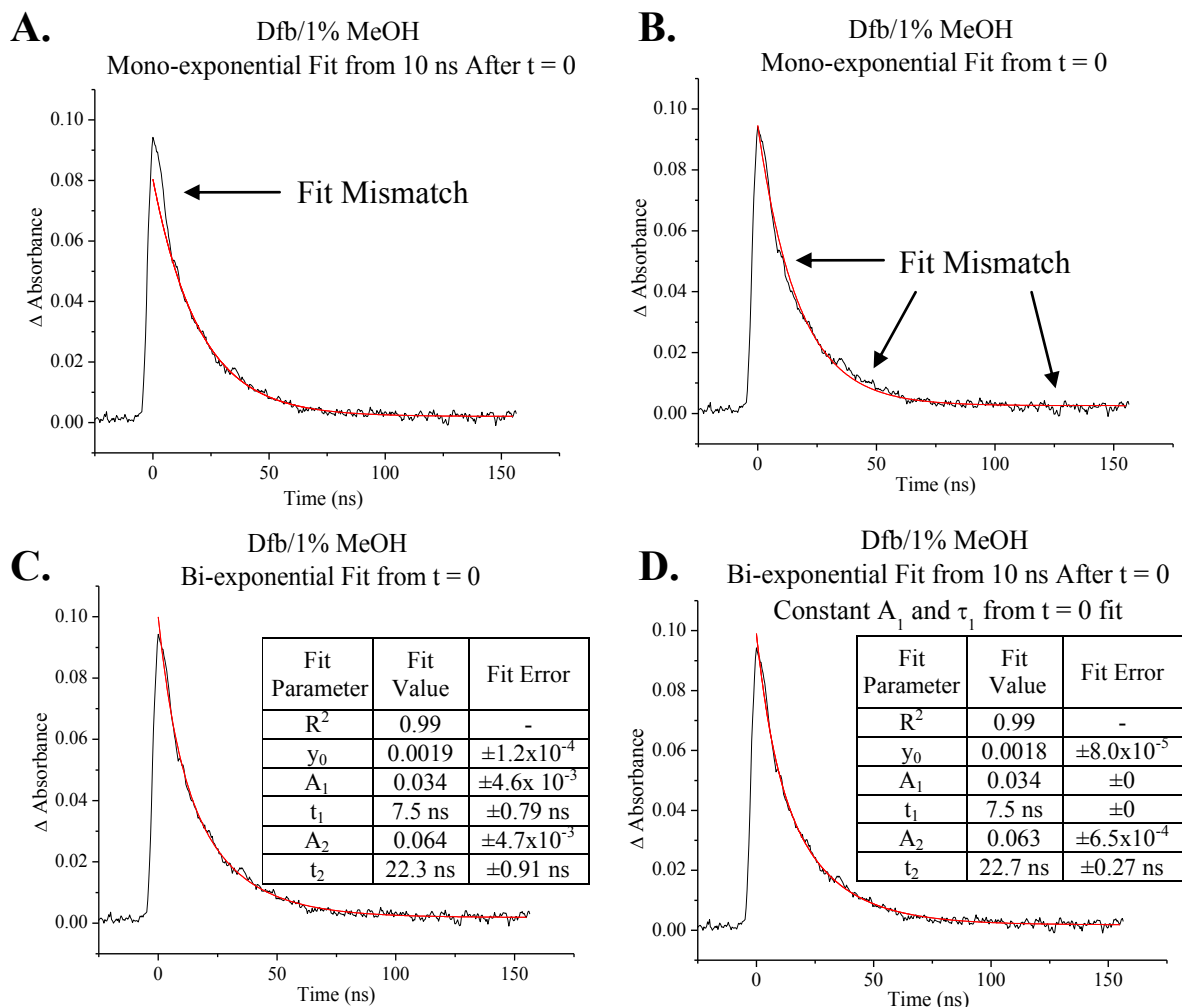 A.
Dfb/1% MeOH
Mono-exponential Fit from 10 ns After t = 0
Fit Mismatch
Δ Absorbance
0.10
0.08
0.06
0.04
0.02
0.00
0
50
100
150
Time (ns)
B.
Dfb/1% MeOH
Mono-exponential Fit from t = 0
Fit Mismatch
Δ Absorbance
0.10
0.08
0.06
0.04
0.02
0.00
0
50
100
150
Time (ns)
C.
Dfb/1% MeOH
Bi-exponential Fit from t = 0
Fit Parameter Fit Value Fit Error
R² 0.99 -
y₀ 0.0019 ±1.2x10⁻⁴
A₁ 0.034 ±4.6x 10⁻³
t₁ 7.5 ns ±0.79 ns
A₂ 0.064 ±4.7x10⁻³
t₂ 22.3 ns ±0.91 ns
Δ Absorbance
0.10
0.08
0.06
0.04
0.02
0.00
0
50
100
150
Time (ns)
D.
Dfb/1% MeOH
Bi-exponential Fit from 10 ns After t = 0
Constant A₁ and τ₁ from t = 0 fit
Fit Parameter Fit Value Fit Error
R² 0.99 -
y₀ 0.0018 ±8.0x10⁻⁵
A₁ 0.034 ±0
t₁ 7.5 ns ±0
A₂ 0.063 ±6.5x10⁻⁴
t₂ 22.7 ns ±0.27 ns
Δ Absorbance
0.10
0.08
0.06
0.04
0.02
0.00
0
50
100
150
Time (ns)